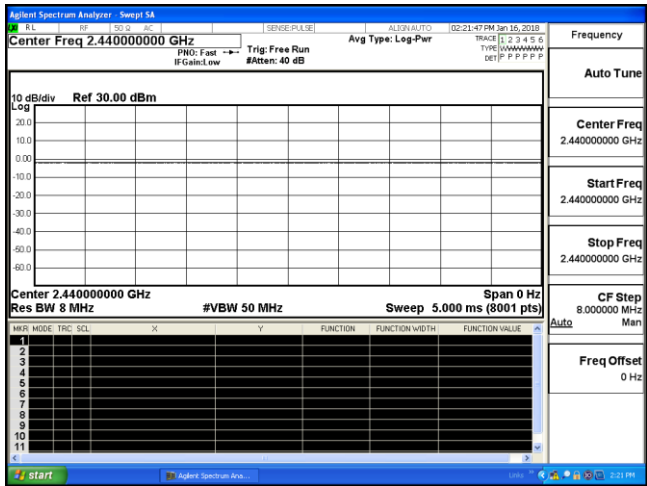 Agilent Spectrum Analyzer - Swept SA
RL RF 50 Ω AC SENSE:PULSE ALIGN AUTO 02:21:47 PM Jan 16, 2018
Center Freq 2.440000000 GHz
PNO: Fast
IFGain:Low
Trig: Free Run
#Atten: 40 dB
Avg Type: Log-Pwr
TRACE 1 2 3 4 5 6
TYPE WWWWWW
DET P P P P P P
10 dB/div Ref 30.00 dBm
Log
20.0
10.0
0.00
-10.0
-20.0
-30.0
-40.0
-50.0
-60.0
Center 2.440000000 GHz Span 0 Hz
Res BW 8 MHz #VBW 50 MHz Sweep 5.000 ms (8001 pts)
MKR MODE TRC SCL X Y FUNCTION FUNCTION WIDTH FUNCTION VALUE
1
2
3
4
5
6
7
8
9
10
11
Frequency
Auto Tune
Center Freq
2.440000000 GHz
Start Freq
2.440000000 GHz
Stop Freq
2.440000000 GHz
CF Step
8.000000 MHz
Auto Man
Freq Offset
0 Hz
start Agilent Spectrum Ana... Links 2:21 PM